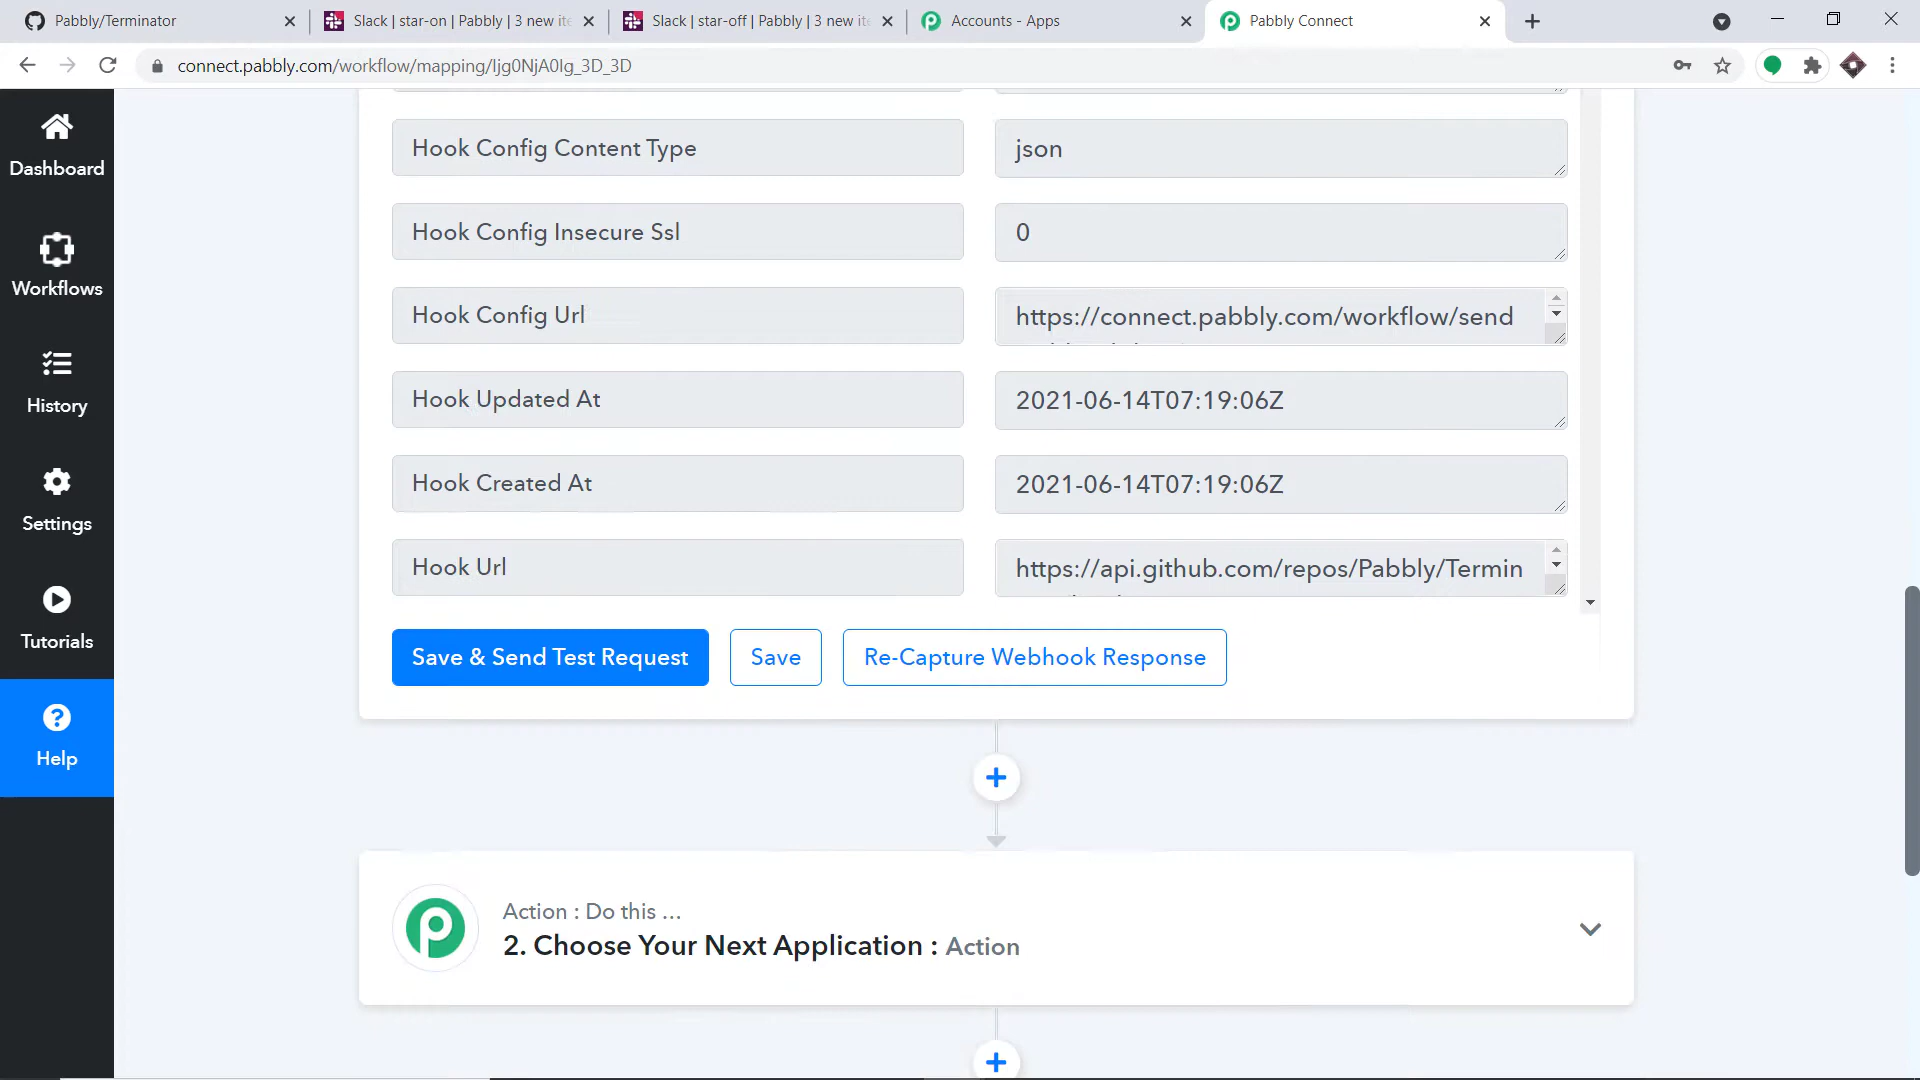 Pabbly/Terminator
Slack | star-on | Pabbly | 3 new ite
Slack | star-off | Pabbly | 3 new ite
Accounts - Apps
Pabbly Connect
connect.pabbly.com/workflow/mapping/Ijg0NjA0Ig_3D_3D
Dashboard
Workflows
History
Settings
Tutorials
Help
Hook Config Content Type
json
Hook Config Insecure Ssl
0
Hook Config Url
https://connect.pabbly.com/workflow/send
Hook Updated At
2021-06-14T07:19:06Z
Hook Created At
2021-06-14T07:19:06Z
Hook Url
https://api.github.com/repos/Pabbly/Termin
Save & Send Test Request
Save
Re-Capture Webhook Response
Action : Do this ...
2. Choose Your Next Application : Action